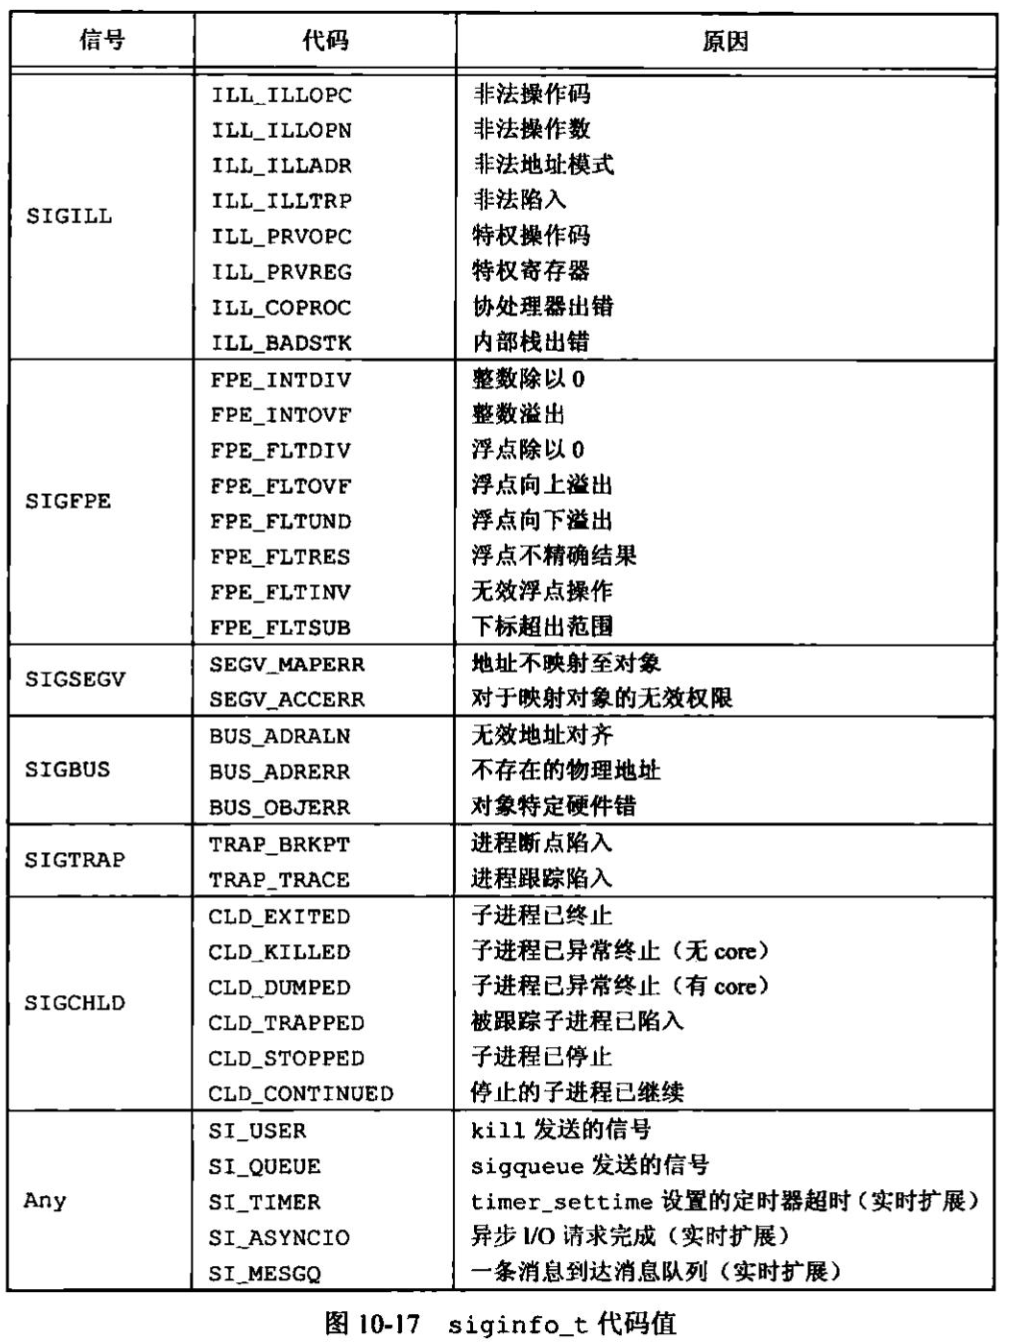 信号 代码 原因
SIGILL
ILL_ILLOPC 非法操作码
ILL_ILLOPN 非法操作数
ILL_ILLADR 非法地址模式
ILL_ILLTRP 非法陷入
ILL_PRVOPC 特权操作码
ILL_PRVREG 特权寄存器
ILL_COPROC 协处理器出错
ILL_BADSTK 内部栈出错
SIGFPE
FPE_INTDIV 整数除以 0
FPE_INTOVF 整数溢出
FPE_FLTDIV 浮点除以 0
FPE_FLTOVF 浮点向上溢出
FPE_FLTUND 浮点向下溢出
FPE_FLTRES 浮点不精确结果
FPE_FLTINV 无效浮点操作
FPE_FLTSUB 下标超出范围
SIGSEGV
SEGV_MAPERR 地址不映射至对象
SEGV_ACCERR 对于映射对象的无效权限
SIGBUS
BUS_ADRALN 无效地址对齐
BUS_ADRERR 不存在的物理地址
BUS_OBJERR 对象特定硬件错
SIGTRAP
TRAP_BRKPT 进程断点陷入
TRAP_TRACE 进程跟踪陷入
SIGCHLD
CLD_EXITED 子进程已终止
CLD_KILLED 子进程已异常终止（无 core）
CLD_DUMPED 子进程已异常终止（有 core）
CLD_TRAPPED 被跟踪子进程已陷入
CLD_STOPPED 子进程已停止
CLD_CONTINUED 停止的子进程已继续
Any
SI_USER kill 发送的信号
SI_QUEUE sigqueue 发送的信号
SI_TIMER timer_settime 设置的定时器超时（实时扩展）
SI_ASYNCIO 异步 I/O 请求完成（实时扩展）
SI_MESGQ 一条消息到达消息队列（实时扩展）
图 10-17 siginfo_t 代码值